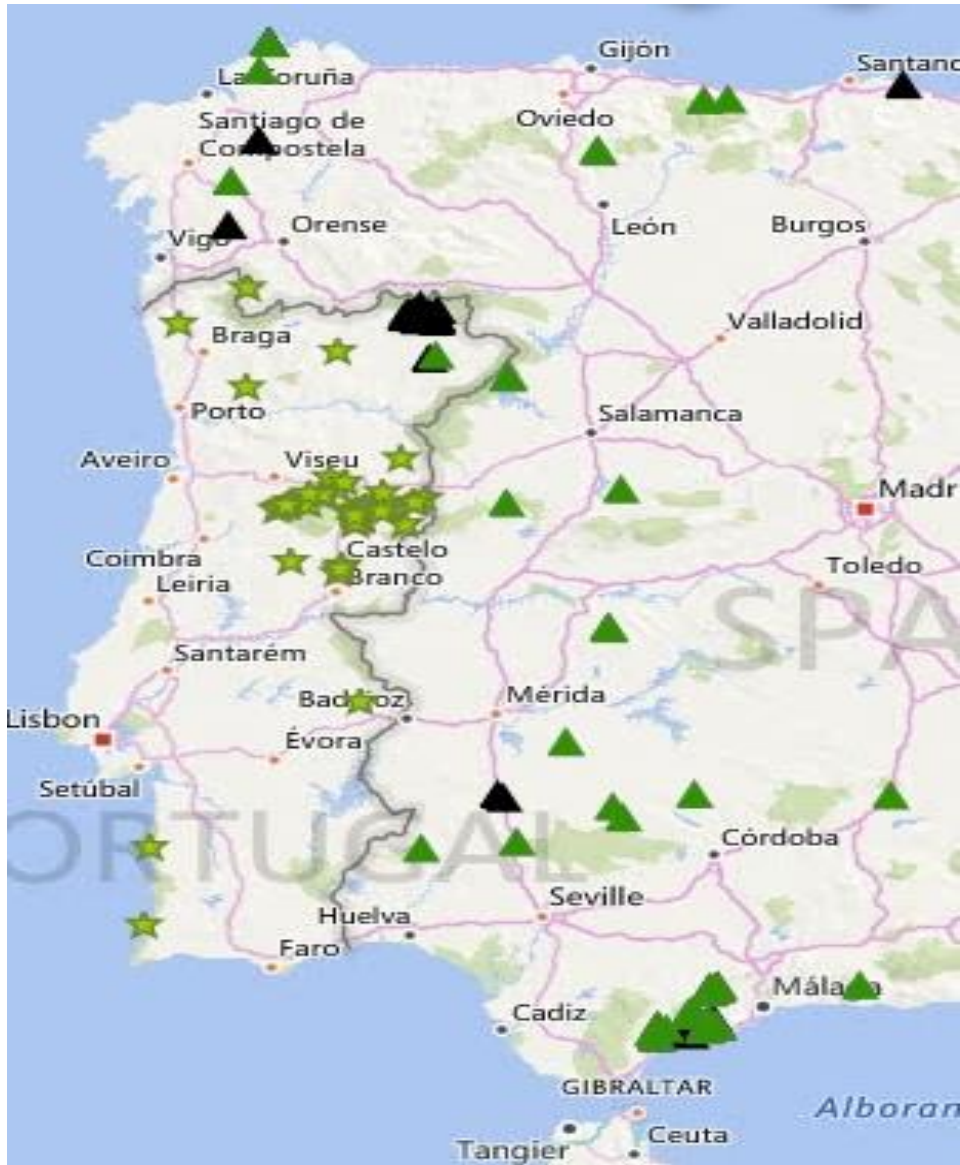 Gijón
La Coruña
Santand
Santiago de
Compostela
Oviedo
León
Burgos
Orense
Vigo
Valladolid
Braga
Porto
Salamanca
Aveiro
Viseu
Madr
Castelo
Branco
Coimbra
Leiria
Toledo
SPA
Santarém
Badajoz
Mérida
Lisbon
Évora
Setúbal
ORTUGAL
Córdoba
Seville
Huelva
Faro
Málaga
Cadiz
GIBRALTAR
Alboran
Ceuta
Tangier